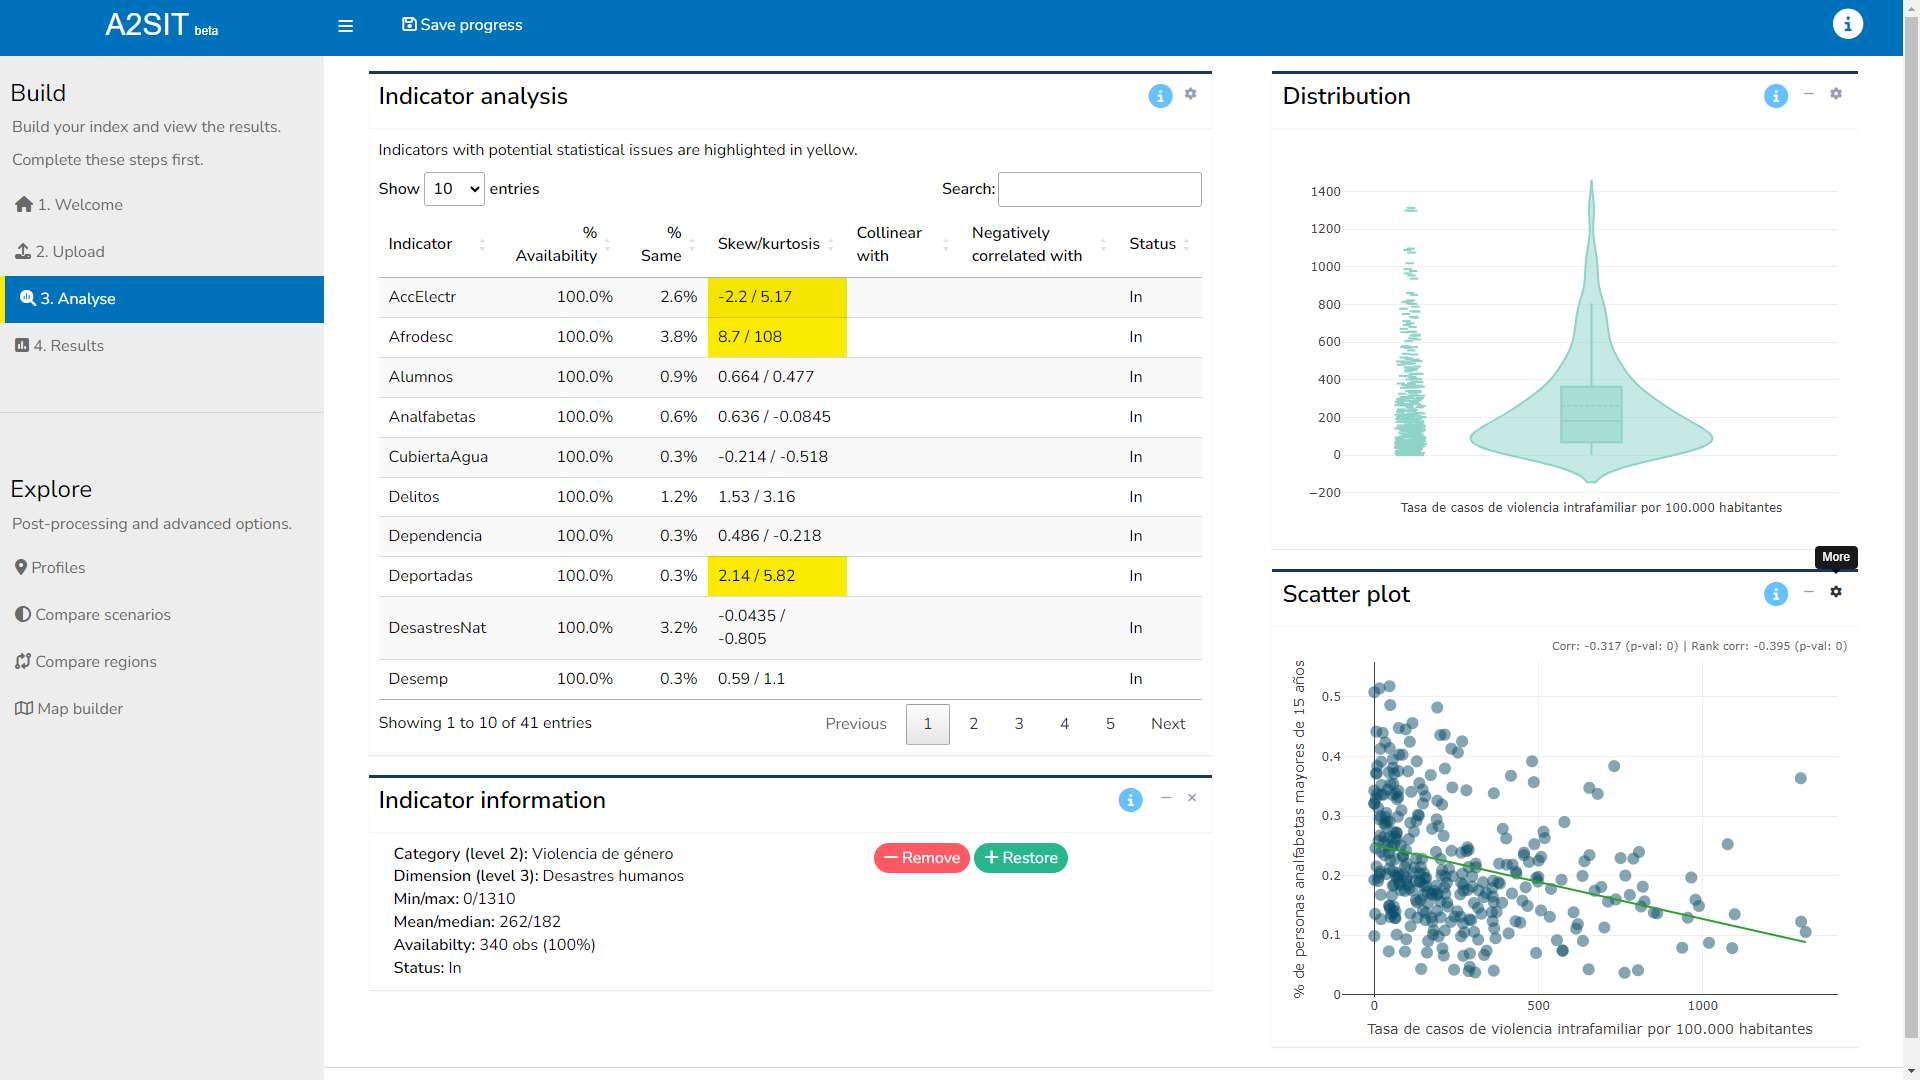 A2SIT beta
Save progress
Build
Build your index and view the results.
Complete these steps first.
1. Welcome
2. Upload
3. Analyse
4. Results
Explore
Post-processing and advanced options.
Profiles
Compare scenarios
Compare regions
Map builder
Indicator analysis
Indicators with potential statistical issues are highlighted in yellow.
Show 10 entries
Search:
Indicator % Availability % Same Skew/kurtosis Collinear with Negatively correlated with Status
AccElectr 100.0% 2.6% -2.2 / 5.17 In
Afrodesc 100.0% 3.8% 8.7 / 108 In
Alumnos 100.0% 0.9% 0.664 / 0.477 In
Analfabetas 100.0% 0.6% 0.636 / -0.0845 In
CubiertaAgua 100.0% 0.3% -0.214 / -0.518 In
Delitos 100.0% 1.2% 1.53 / 3.16 In
Dependencia 100.0% 0.3% 0.486 / -0.218 In
Deportadas 100.0% 0.3% 2.14 / 5.82 In
DesastresNat 100.0% 3.2% -0.0435 / -0.805 In
Desemp 100.0% 0.3% 0.59 / 1.1 In
Showing 1 to 10 of 41 entries
Previous 1 2 3 4 5 Next
Indicator information
Category (level 2): Violencia de género
Dimension (level 3): Desastres humanos
Min/max: 0/1310
Mean/median: 262/182
Availabilty: 340 obs (100%)
Status: In
Remove
Restore
Distribution
1400
1200
1000
800
600
400
200
0
−200
Tasa de casos de violencia intrafamiliar por 100.000 habitantes
More
Scatter plot
Corr: -0.317 (p-val: 0) | Rank corr: -0.395 (p-val: 0)
% de personas analfabetas mayores de 15 años
0.5
0.4
0.3
0.2
0.1
0
0 500 1000
Tasa de casos de violencia intrafamiliar por 100.000 habitantes